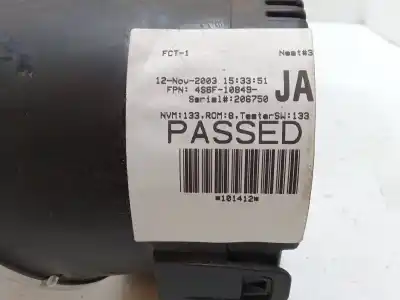 FCT-1 Nest#3
12-Nov-2003 15:33:51
FPN: 4S6F-10849- JA
Serial#:206750
NVM:133.ROM:8.TesterSW:133
PASSED
*101412*